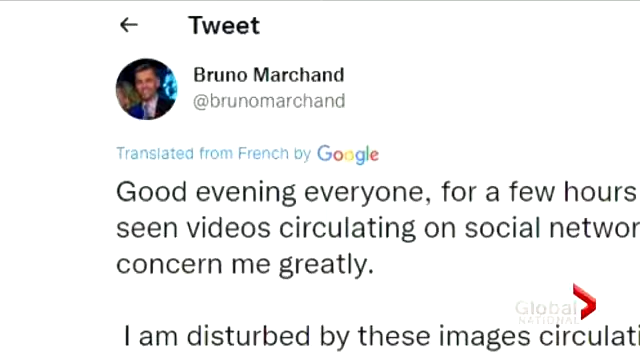 Tweet
Bruno Marchand
@brunomarchand
Translated from French by Google
Good evening everyone, for a few hours
seen videos circulating on social networ
concern me greatly.
I am disturbed by these images circulati
Global
NATIONAL